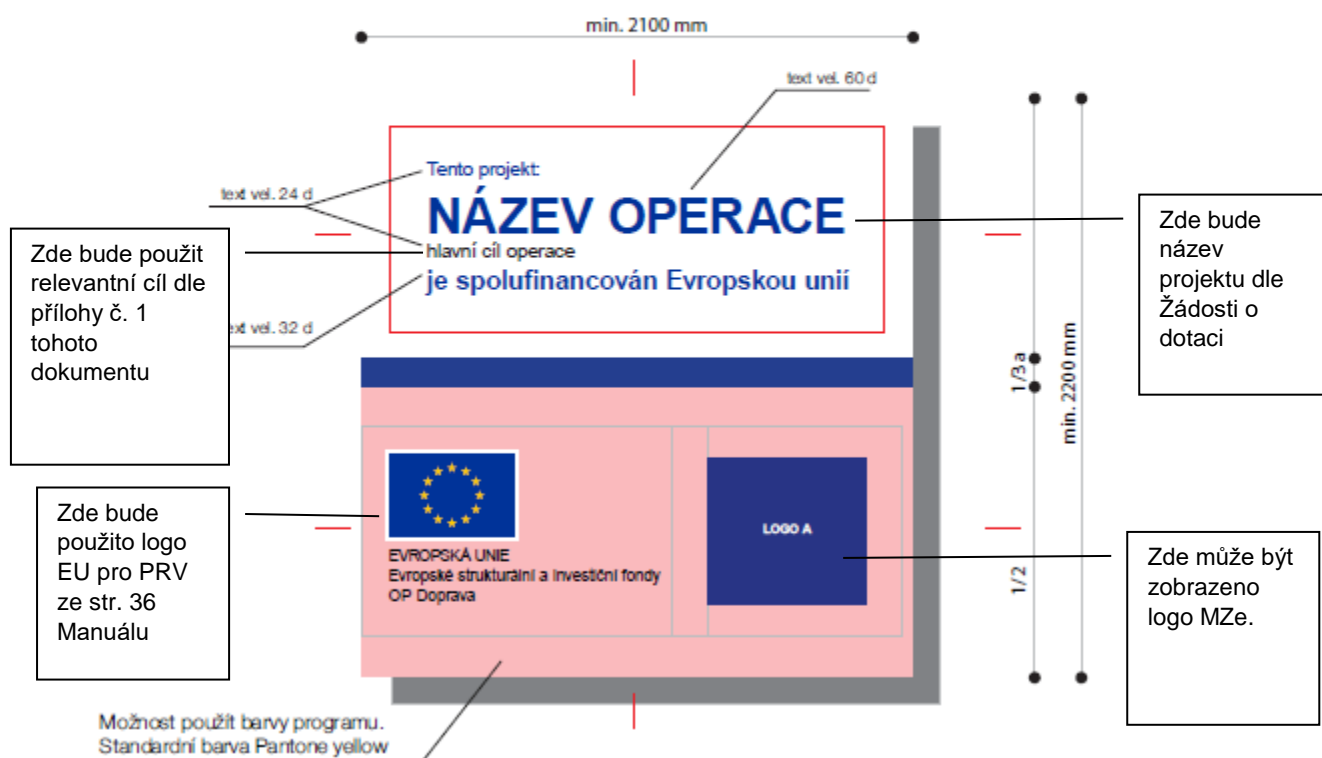 min. 2100 mm
text vel. 60 d
Tento projekt:
text vel. 24 d
NÁZEV OPERACE
hlavní cíl operace
je spolufinancován Evropskou unií
text vel. 32 d
Zde bude použit
relevantní cíl dle
přílohy č. 1
tohoto
dokumentu
Zde bude
název
projektu dle
Žádosti o
dotaci
1/3 a
min. 2200 mm
1/2
Zde bude
použito logo
EU pro PRV
ze str. 36
Manuálu
EVROPSKÁ UNIE
Evropské strukturální a investiční fondy
OP Doprava
LOGO A
Zde může být
zobrazeno
logo MZe.
Možnost použít barvy programu.
Standardní barva Pantone yellow